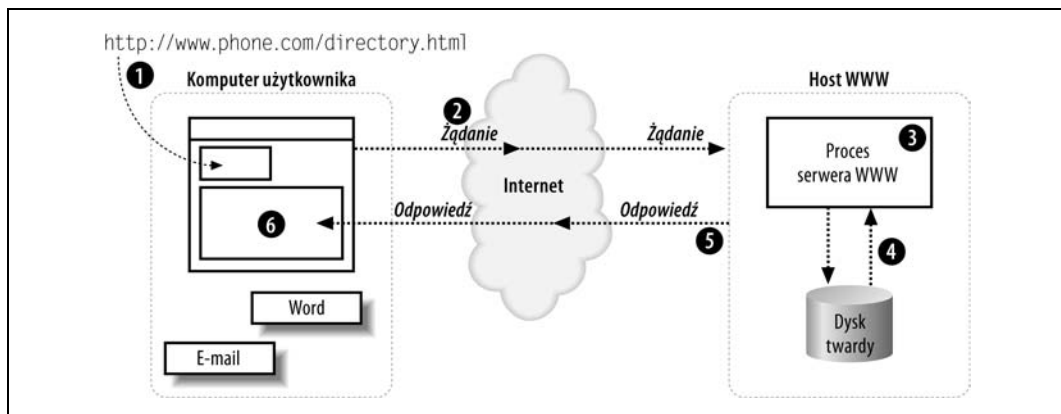 http://www.phone.com/directory.html
1
Komputer użytkownika
Host WWW
2
Żądanie
Żądanie
3
Proces
serwera WWW
Internet
6
Odpowiedź
Odpowiedź
5
4
Word
E-mail
Dysk
twardy